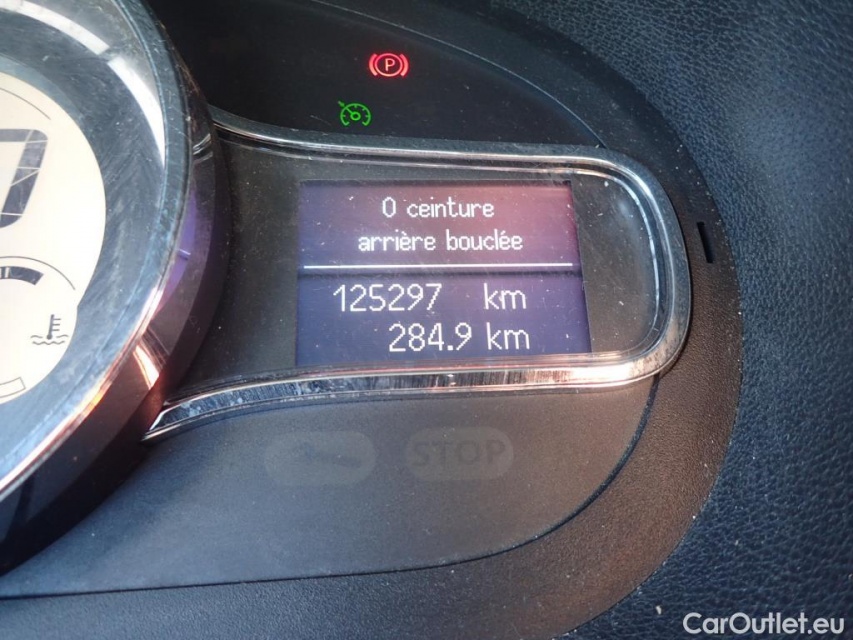 P
0 ceinture
arrière bouclée
125297 km
284.9 km
STOP
CarOutlet.eu